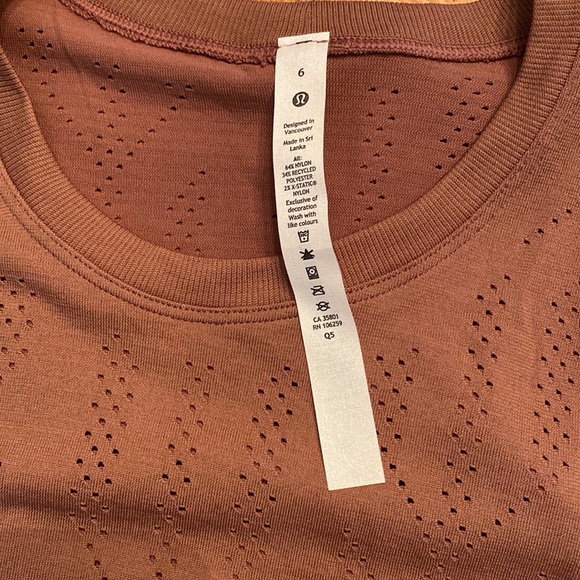 6
Designed in
Vancouver
Made in Sri
Lanka
All:
64% NYLON
34% RECYCLED
POLYESTER
2% X-STATIC®
NYLON
Exclusive of
decoration
Wash with
like colours
CA 35801
RN 106259
Q5